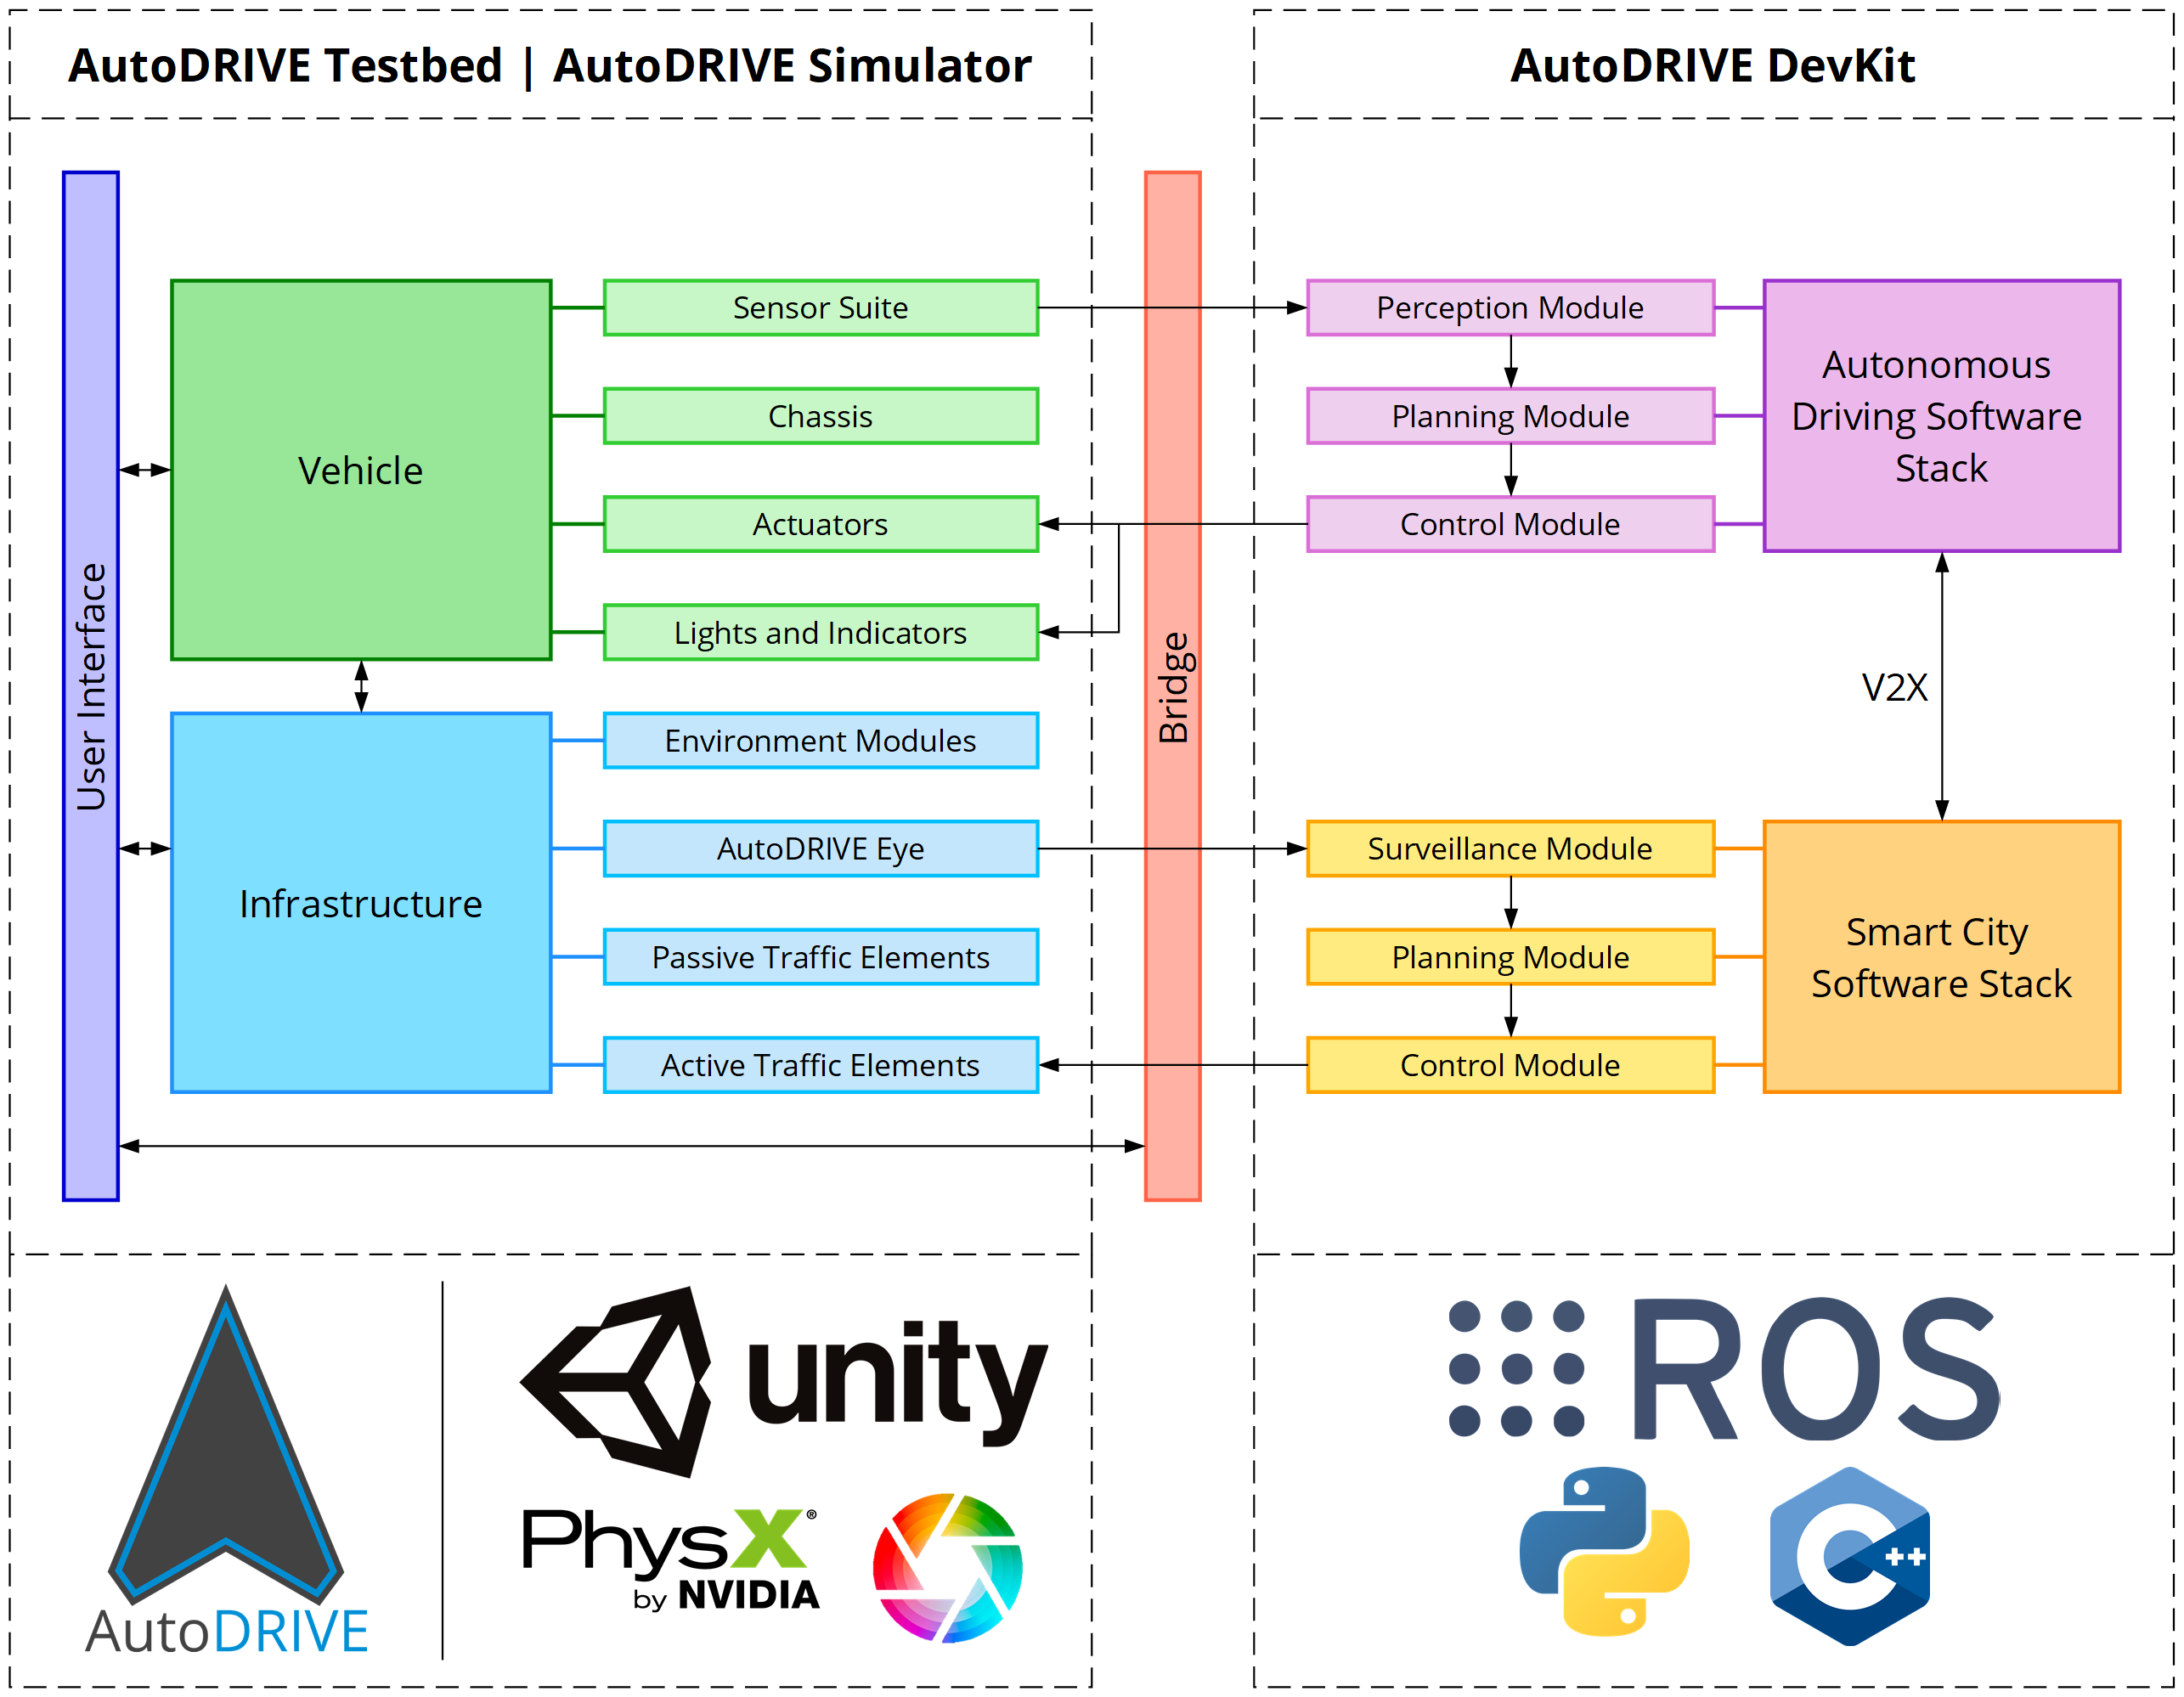 AutoDRIVE Testbed | AutoDRIVE Simulator
AutoDRIVE DevKit
User Interface
Vehicle
Sensor Suite
Chassis
Actuators
Lights and Indicators
Infrastructure
Environment Modules
AutoDRIVE Eye
Passive Traffic Elements
Active Traffic Elements
Bridge
Perception Module
Planning Module
Control Module
Autonomous
Driving Software
Stack
V2X
Surveillance Module
Planning Module
Control Module
Smart City
Software Stack
AutoDRIVE
unity
PhysX®
by NVIDIA
ROS
C++